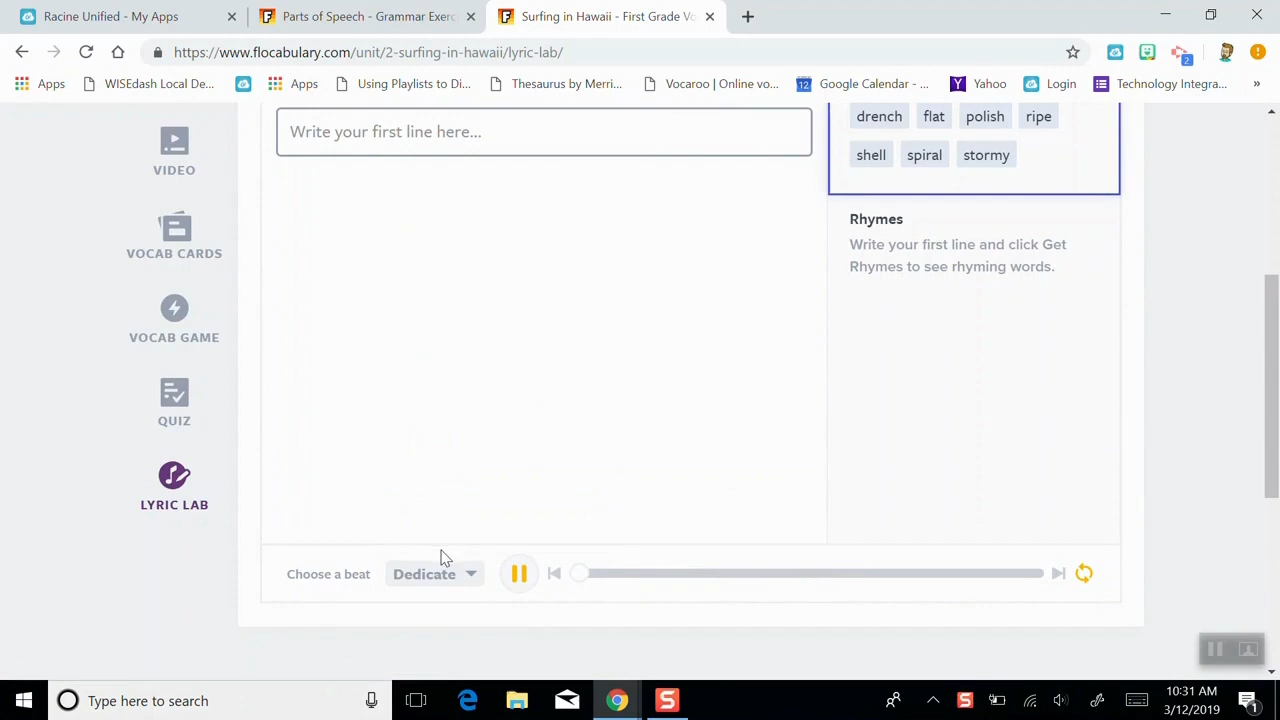 Racine Unified - My Apps
Parts of Speech - Grammar Exerc
Surfing in Hawaii - First Grade Vo
https://www.flocabulary.com/unit/2-surfing-in-hawaii/lyric-lab/
2
Apps
WISEdash Local De...
Apps
Using Playlists to Di...
Thesaurus by Merri...
Vocaroo | Online vo...
12
Google Calendar - ...
Yahoo
Login
Technology Integra...
»
drench flat polish ripe
shell spiral stormy
Write your first line here...
VIDEO
VOCAB CARDS
VOCAB GAME
QUIZ
LYRIC LAB
Rhymes
Write your first line and click Get
Rhymes to see rhyming words.
Choose a beat
Dedicate
Type here to search
10:31 AM
3/12/2019
1